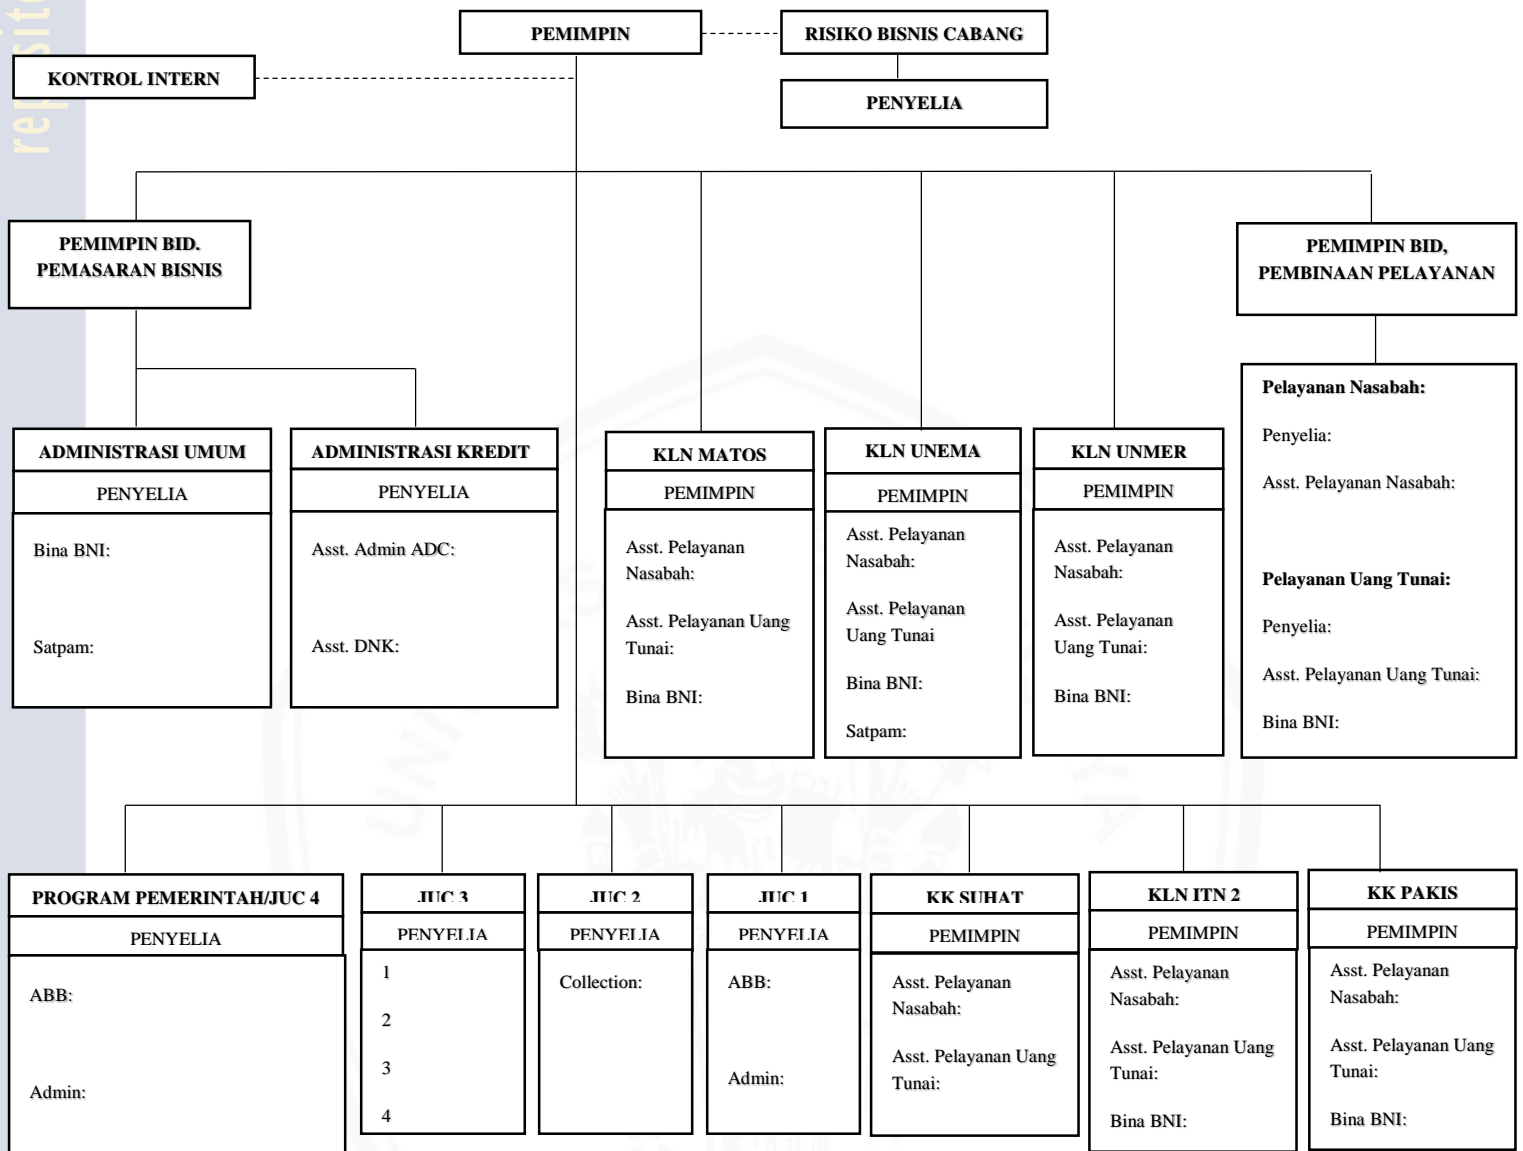 reposito
PEMIMPIN
RISIKO BISNIS CABANG
KONTROL INTERN
PENYELIA
PEMIMPIN BID.
PEMASARAN BISNIS
PEMIMPIN BID,
PEMBINAAN PELAYANAN
ADMINISTRASI UMUM
PENYELIA
Bina BNI:
Satpam:
ADMINISTRASI KREDIT
PENYELIA
Asst. Admin ADC:
Asst. DNK:
KLN MATOS
PEMIMPIN
Asst. Pelayanan
Nasabah:
Asst. Pelayanan Uang
Tunai:
Bina BNI:
KLN UNEMA
PEMIMPIN
Asst. Pelayanan
Nasabah:
Asst. Pelayanan
Uang Tunai
Bina BNI:
Satpam:
KLN UNMER
PEMIMPIN
Asst. Pelayanan
Nasabah:
Asst. Pelayanan
Uang Tunai:
Bina BNI:
Pelayanan Nasabah:
Penyelia:
Asst. Pelayanan Nasabah:
Pelayanan Uang Tunai:
Penyelia:
Asst. Pelayanan Uang Tunai:
Bina BNI:
PROGRAM PEMERINTAH/JUC 4
PENYELIA
ABB:
Admin:
JUC 3
PENYELIA
1
2
3
4
JUC 2
PENYELIA
Collection:
JUC 1
PENYELIA
ABB:
Admin:
KK SUHAT
PEMIMPIN
Asst. Pelayanan
Nasabah:
Asst. Pelayanan Uang
Tunai:
KLN ITN 2
PEMIMPIN
Asst. Pelayanan
Nasabah:
Asst. Pelayanan Uang
Tunai:
Bina BNI:
KK PAKIS
PEMIMPIN
Asst. Pelayanan
Nasabah:
Asst. Pelayanan Uang
Tunai:
Bina BNI: